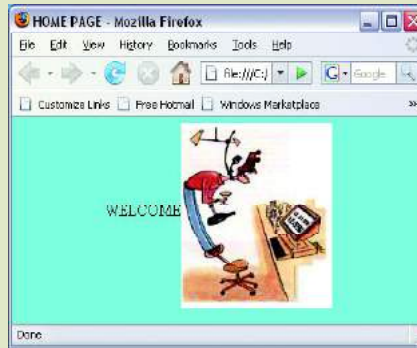 HOME PAGE - Mozilla Firefox
File Edit View History Bookmarks Tools Help
file:///C:/ G Google
Customize Links Free Hotmail Windows Marketplace »
WELCOME
Done